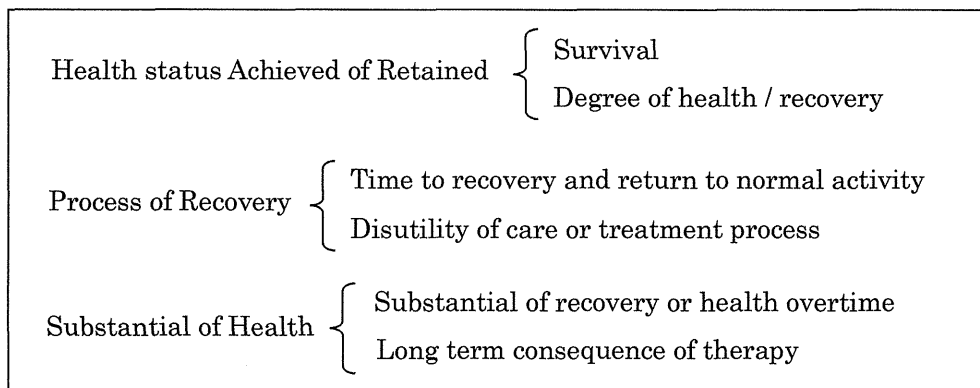 Health status Achieved of Retained
Survival
Degree of health / recovery
Process of Recovery
Time to recovery and return to normal activity
Disutility of care or treatment process
Substantial of Health
Substantial of recovery or health overtime
Long term consequence of therapy